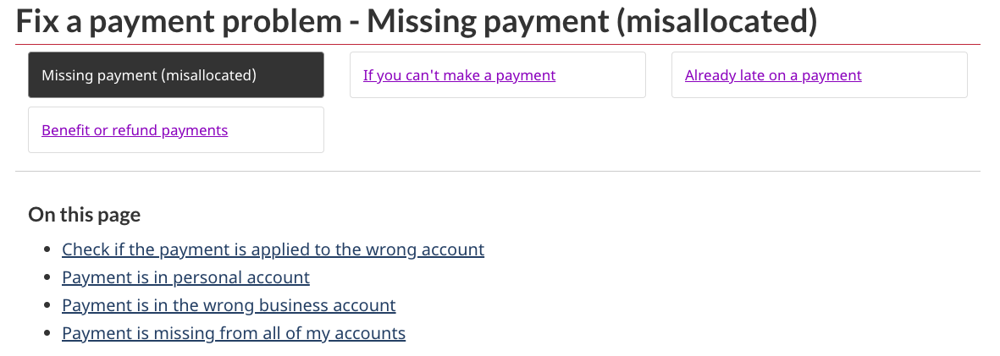 Fix a payment problem - Missing payment (misallocated)
Missing payment (misallocated)
If you can't make a payment
Already late on a payment
Benefit or refund payments
On this page
Check if the payment is applied to the wrong account
Payment is in personal account
Payment is in the wrong business account
Payment is missing from all of my accounts